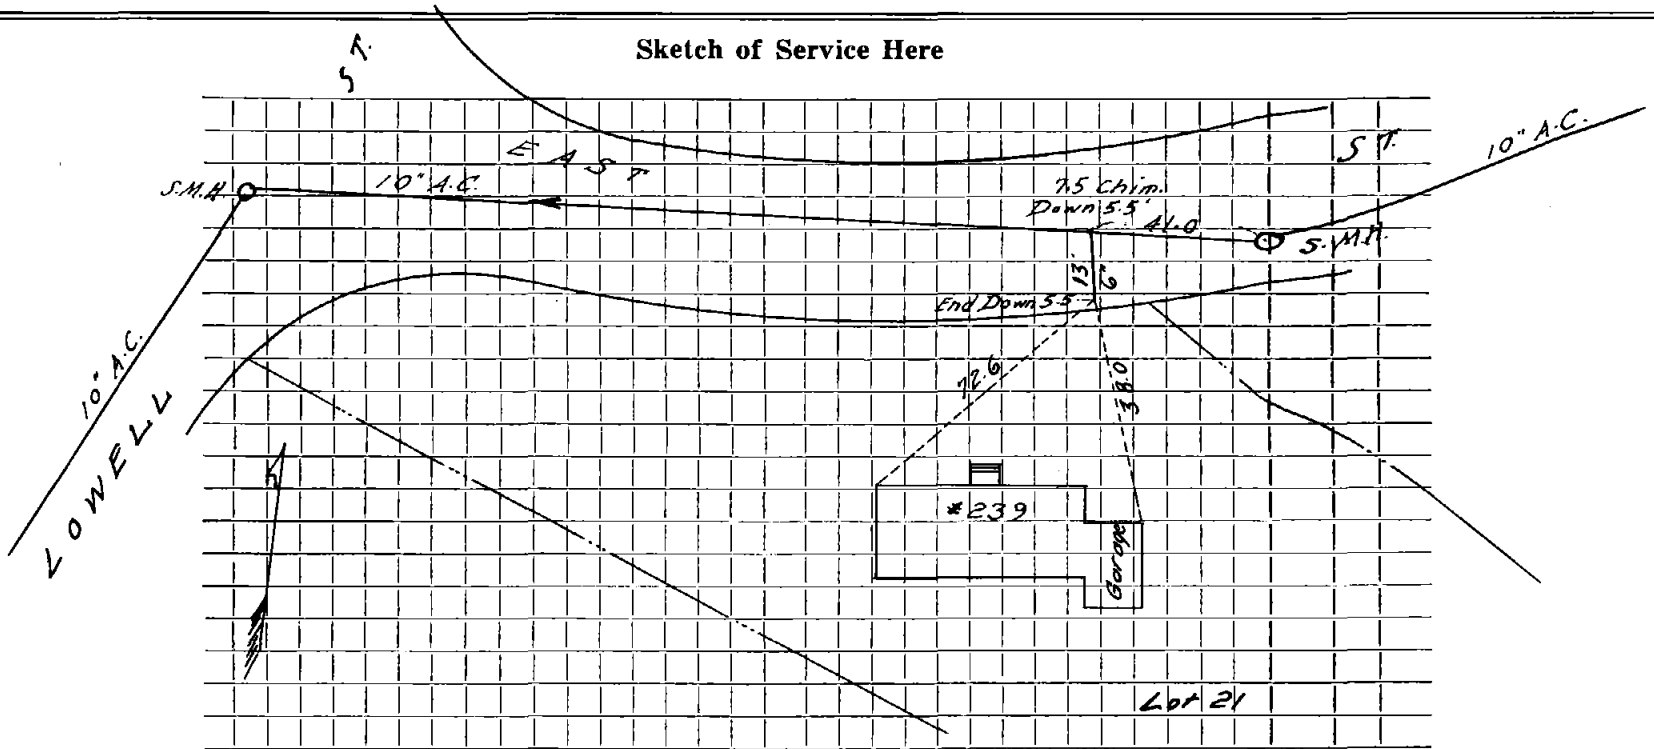 Sketch of Service Here
ST.
EAST
ST.
10" A.C.
S.M.H.
10" A.C.
7.5 Chim.
Down 5.5'
41.0
S.M.H.
13'
6"
End Down 5.5
10" A.C.
LOWELL
72.6
38.0
#239
Garage
Lot 21